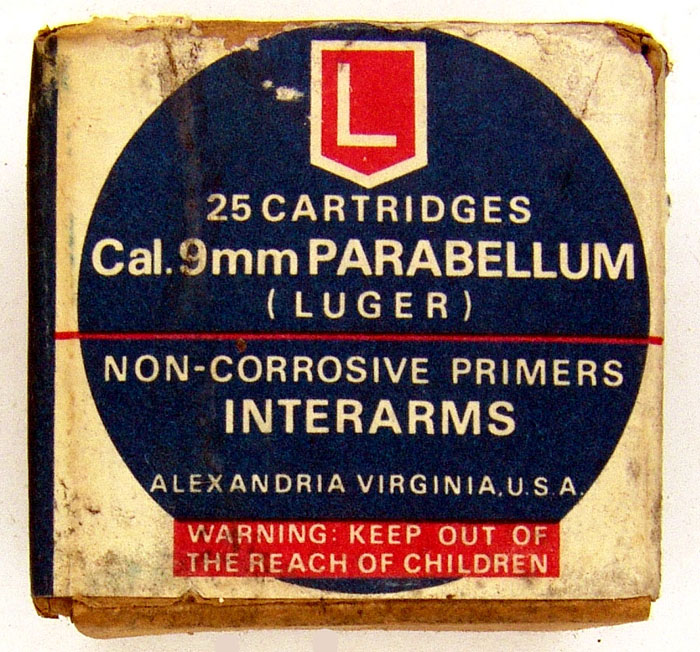 L
25 CARTRIDGES
Cal. 9mm PARABELLUM
(LUGER)
NON-CORROSIVE PRIMERS
INTERARMS
ALEXANDRIA VIRGINIA, U.S.A.
WARNING: KEEP OUT OF
THE REACH OF CHILDREN